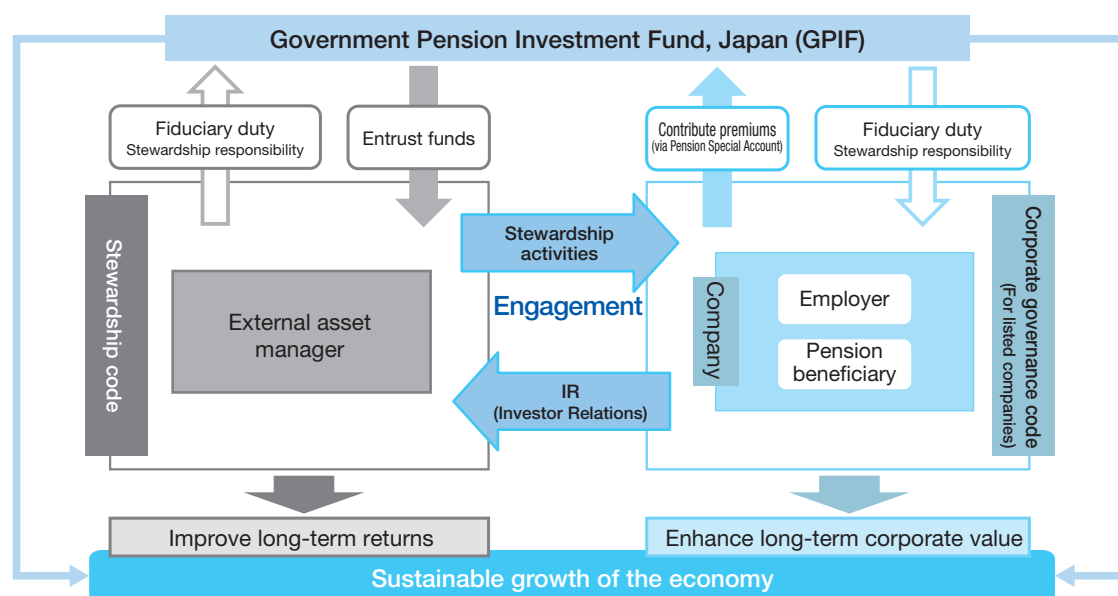 Government Pension Investment Fund, Japan (GPIF)
Fiduciary duty
Stewardship responsibility
Entrust funds
Contribute premiums
(via Pension Special Account)
Fiduciary duty
Stewardship responsibility
Stewardship code
External asset
manager
Stewardship
activities
Engagement
IR
(Investor Relations)
Company
Employer
Pension
beneficiary
Corporate governance code
(For listed companies)
Improve long-term returns
Enhance long-term corporate value
Sustainable growth of the economy